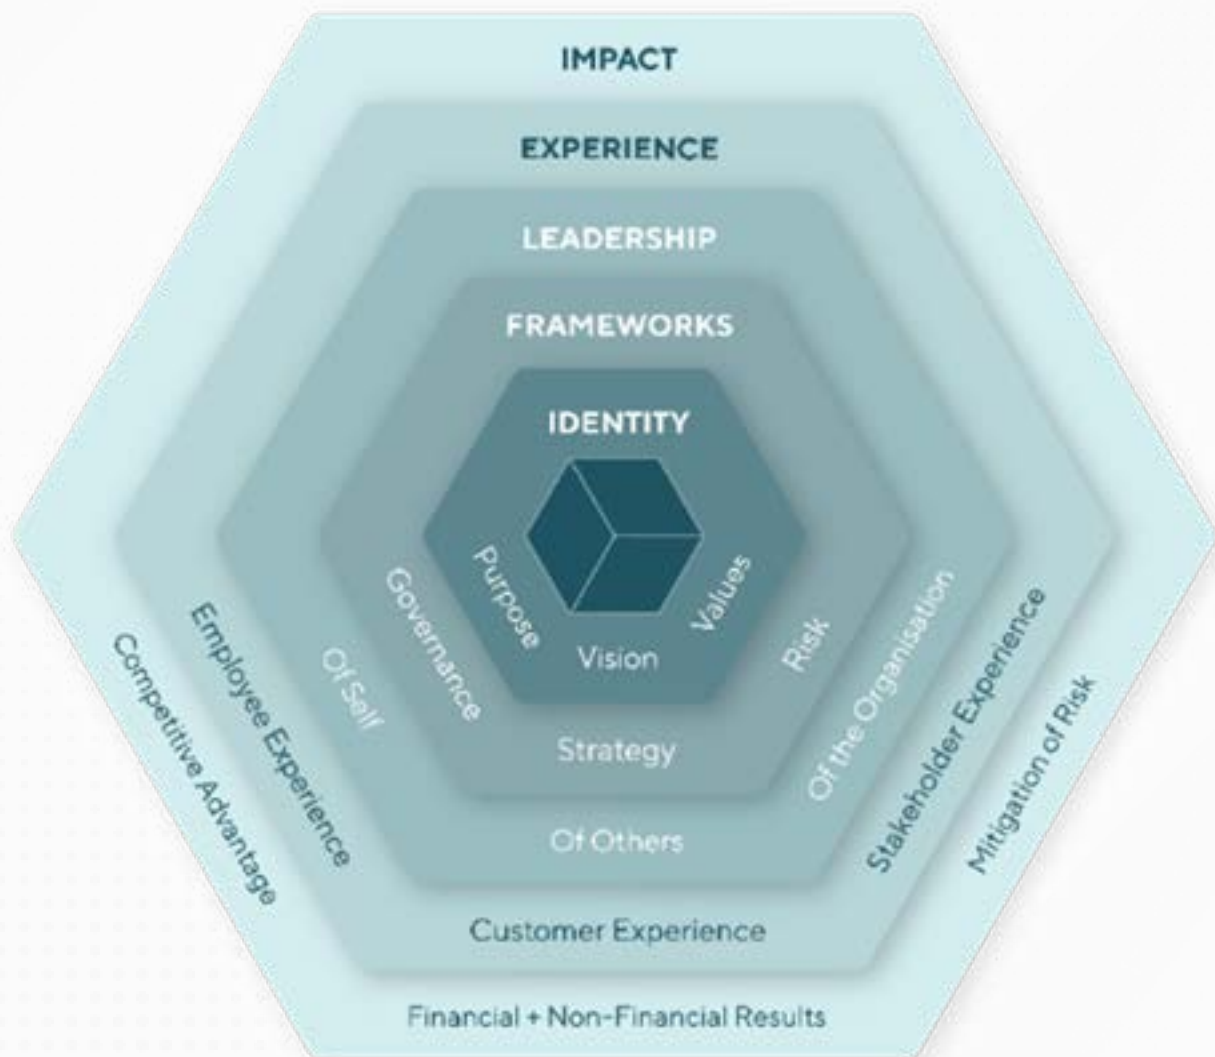 IMPACT
EXPERIENCE
LEADERSHIP
FRAMEWORKS
IDENTITY
Purpose
Vision
Values
Governance
Strategy
Risk
Of Self
Of Others
Of the Organisation
Employee Experience
Customer Experience
Stakeholder Experience
Competitive Advantage
Financial + Non-Financial Results
Mitigation of Risk